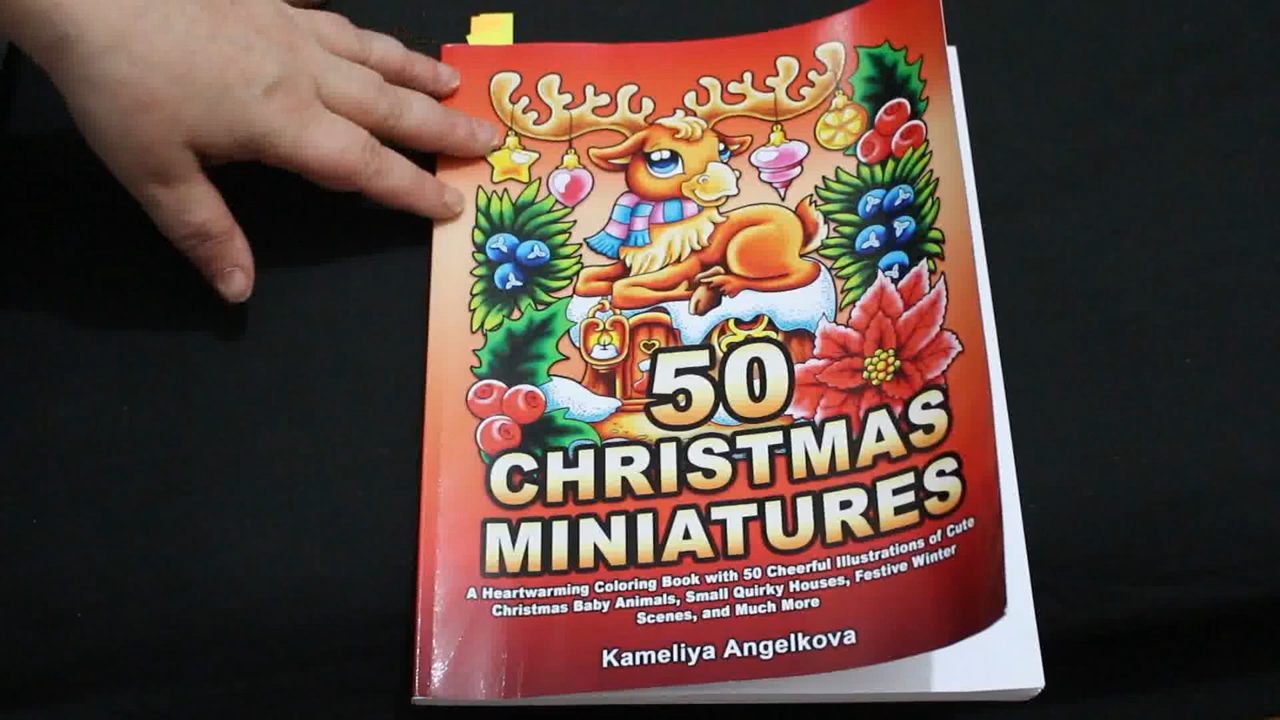 50
CHRISTMAS
MINIATURES
A Heartwarming Coloring Book with 50 Cheerful Illustrations of Cute
Christmas Baby Animals, Small Quirky Houses, Festive Winter
Scenes, and Much More
Kameliya Angelkova